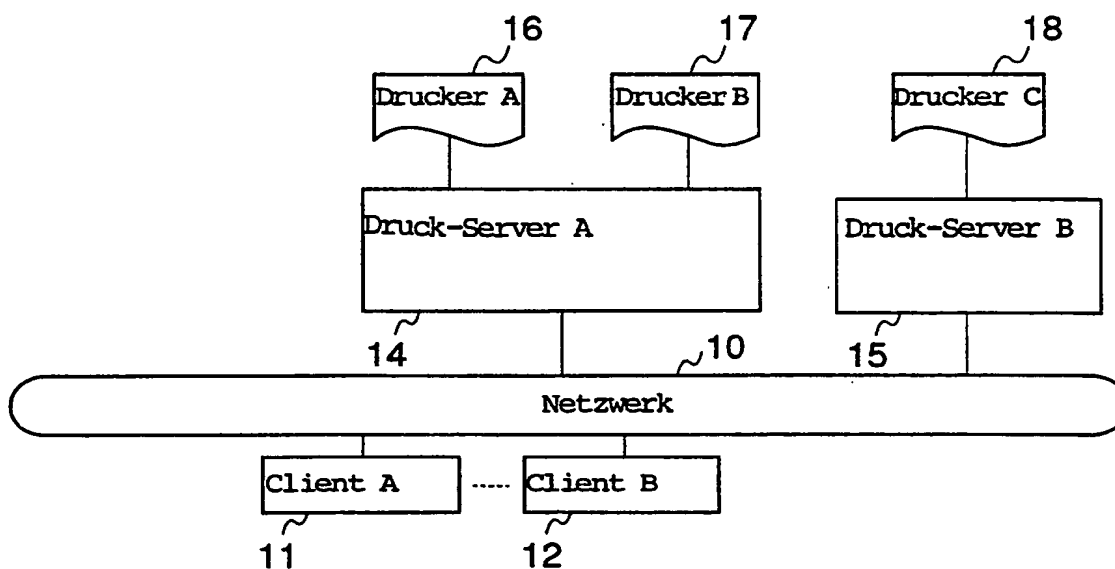 16
17
18
Drucker A
Drucker B
Drucker C
Druck-Server A
Druck-Server B
14
10
15
Netzwerk
Client A
Client B
11
12